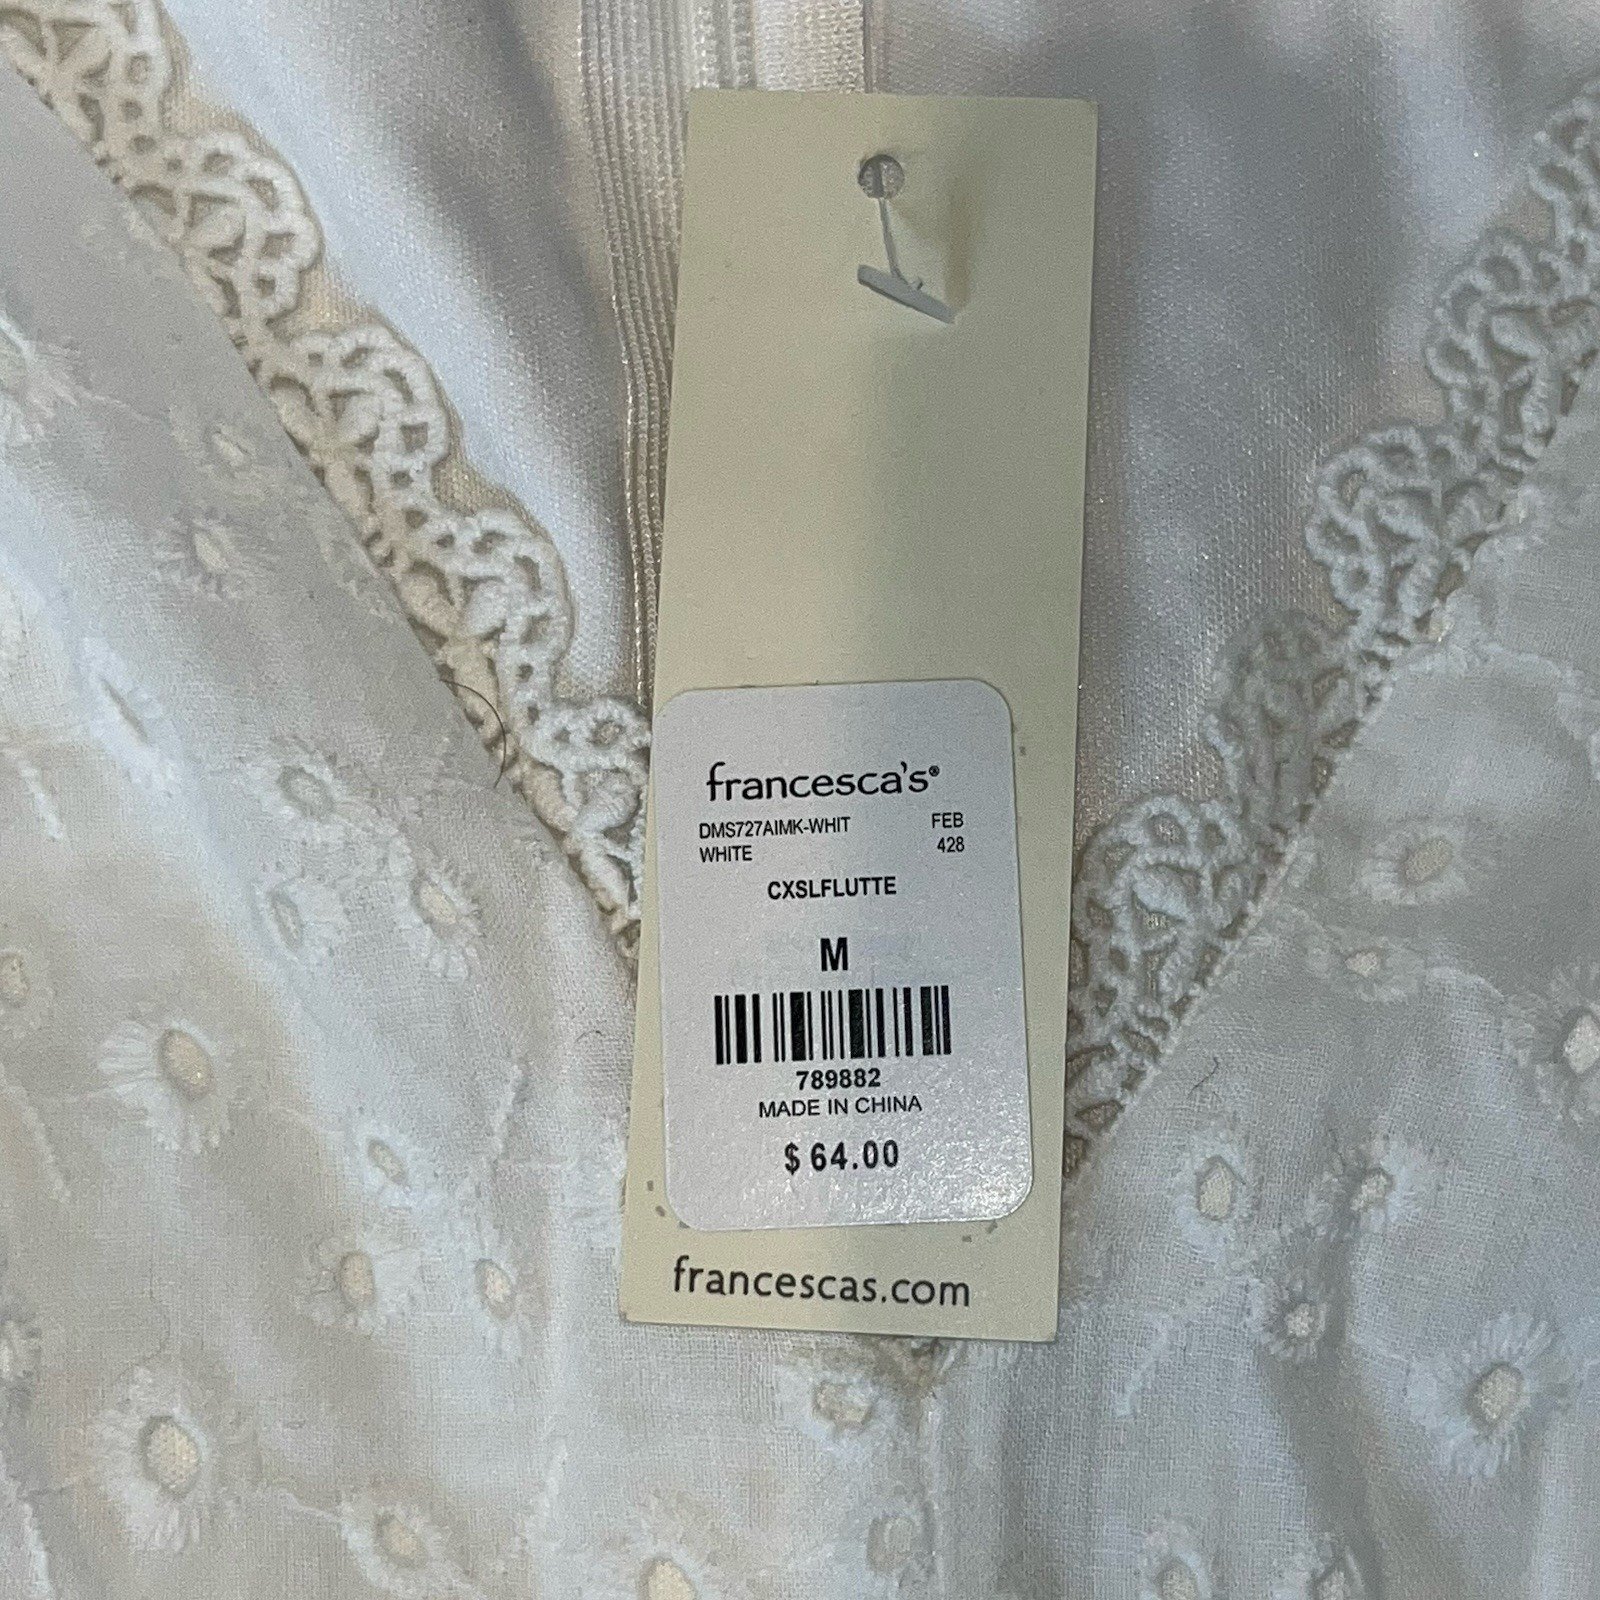 francesca's®
DMS727AIMK-WHIT FEB
WHITE 428
CXSLFLUTTE
M
789882
MADE IN CHINA
$ 64.00
francescas.com